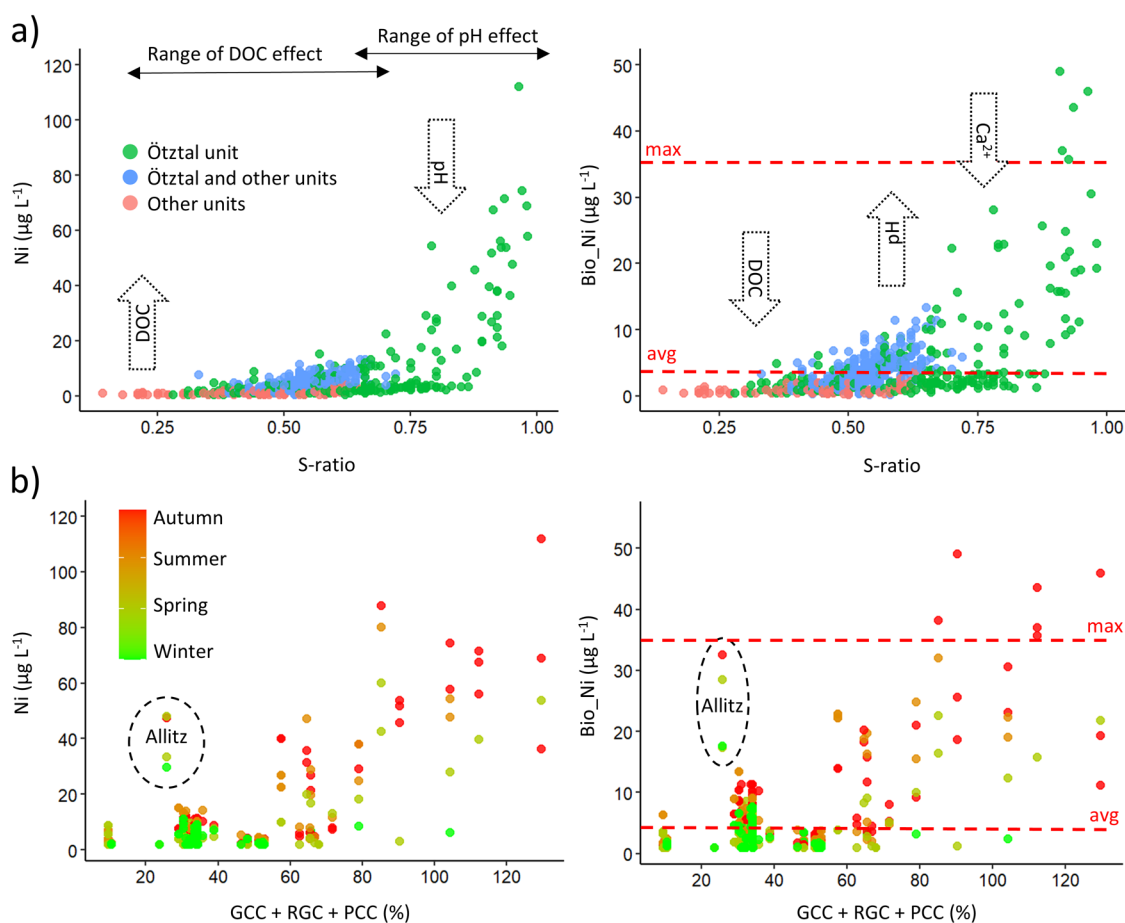 a)
Range of DOC effect
Range of pH effect
Ni (µg L-1)
120
100
80
60
40
20
0
Ötztal unit
Ötztal and other units
Other units
DOC
pH
0.25
0.50
0.75
1.00
S-ratio
Bio_Ni (µg L-1)
50
40
30
20
10
0
max
avg
DOC
pH
Ca2+
0.25
0.50
0.75
1.00
S-ratio
b)
Ni (µg L-1)
120
100
80
60
40
20
0
Autumn
Summer
Spring
Winter
Allitz
20
40
60
80
100
120
GCC + RGC + PCC (%)
Bio_Ni (µg L-1)
50
40
30
20
10
0
max
avg
Allitz
20
40
60
80
100
120
GCC + RGC + PCC (%)